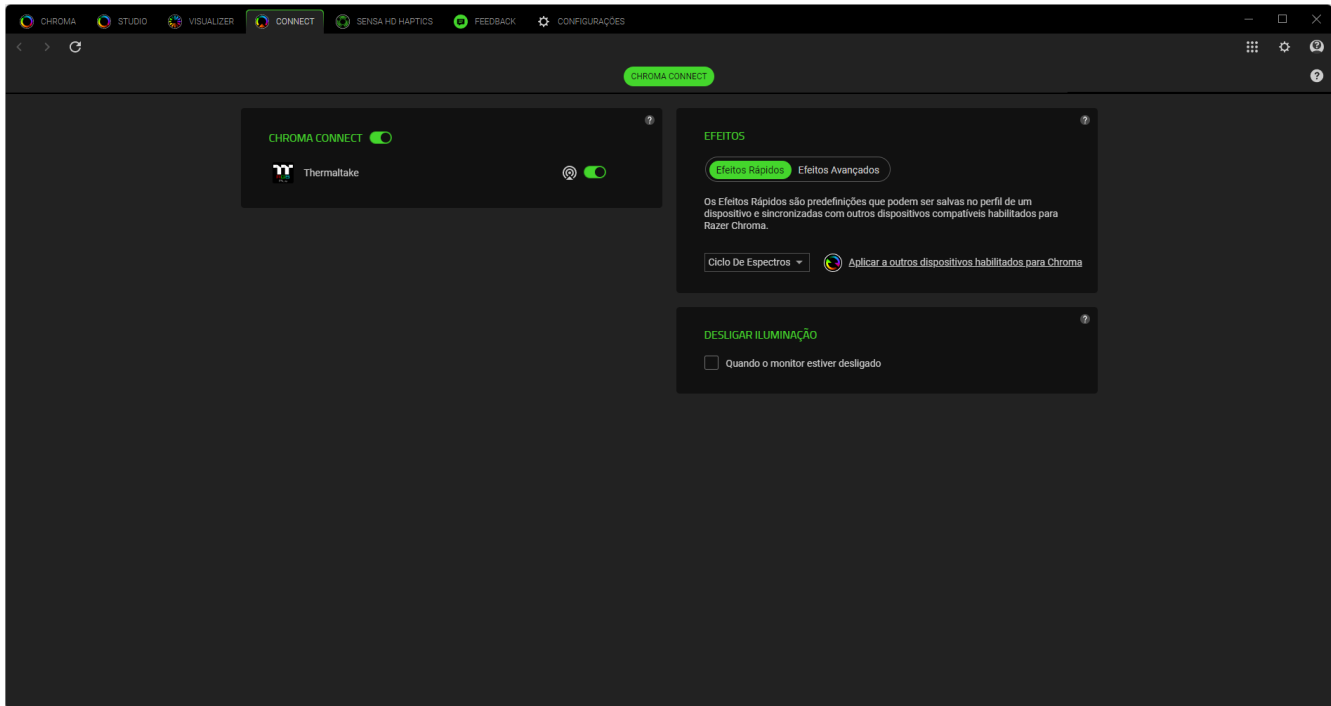 CHROMA STUDIO VISUALIZER CONNECT SENSA HD HAPTICS FEEDBACK CONFIGURAÇÕES
CHROMA CONNECT
CHROMA CONNECT
Thermaltake
EFEITOS
Efeitos Rápidos Efeitos Avançados
Os Efeitos Rápidos são predefinições que podem ser salvas no perfil de um
dispositivo e sincronizadas com outros dispositivos compatíveis habilitados para
Razer Chroma.
Ciclo De Espectros Aplicar a outros dispositivos habilitados para Chroma
DESLIGAR ILUMINAÇÃO
Quando o monitor estiver desligado